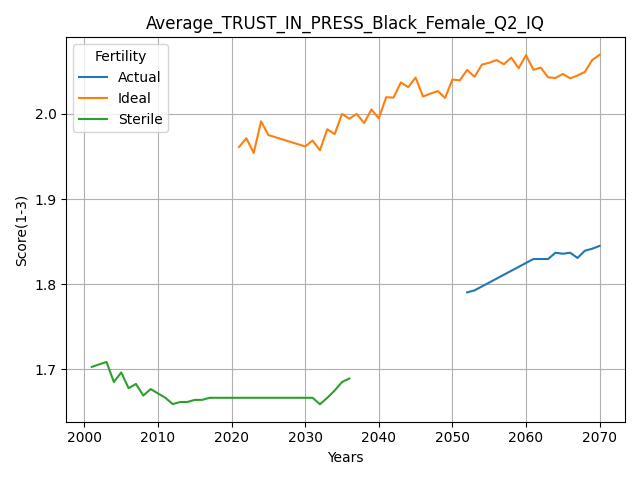 Average_TRUST_IN_PRESS_Black_Female_Q2_IQ
Fertility
Actual
Ideal
Sterile
Score(1-3)
2.0
1.9
1.8
1.7
2000 2010 2020 2030 2040 2050 2060 2070
Years